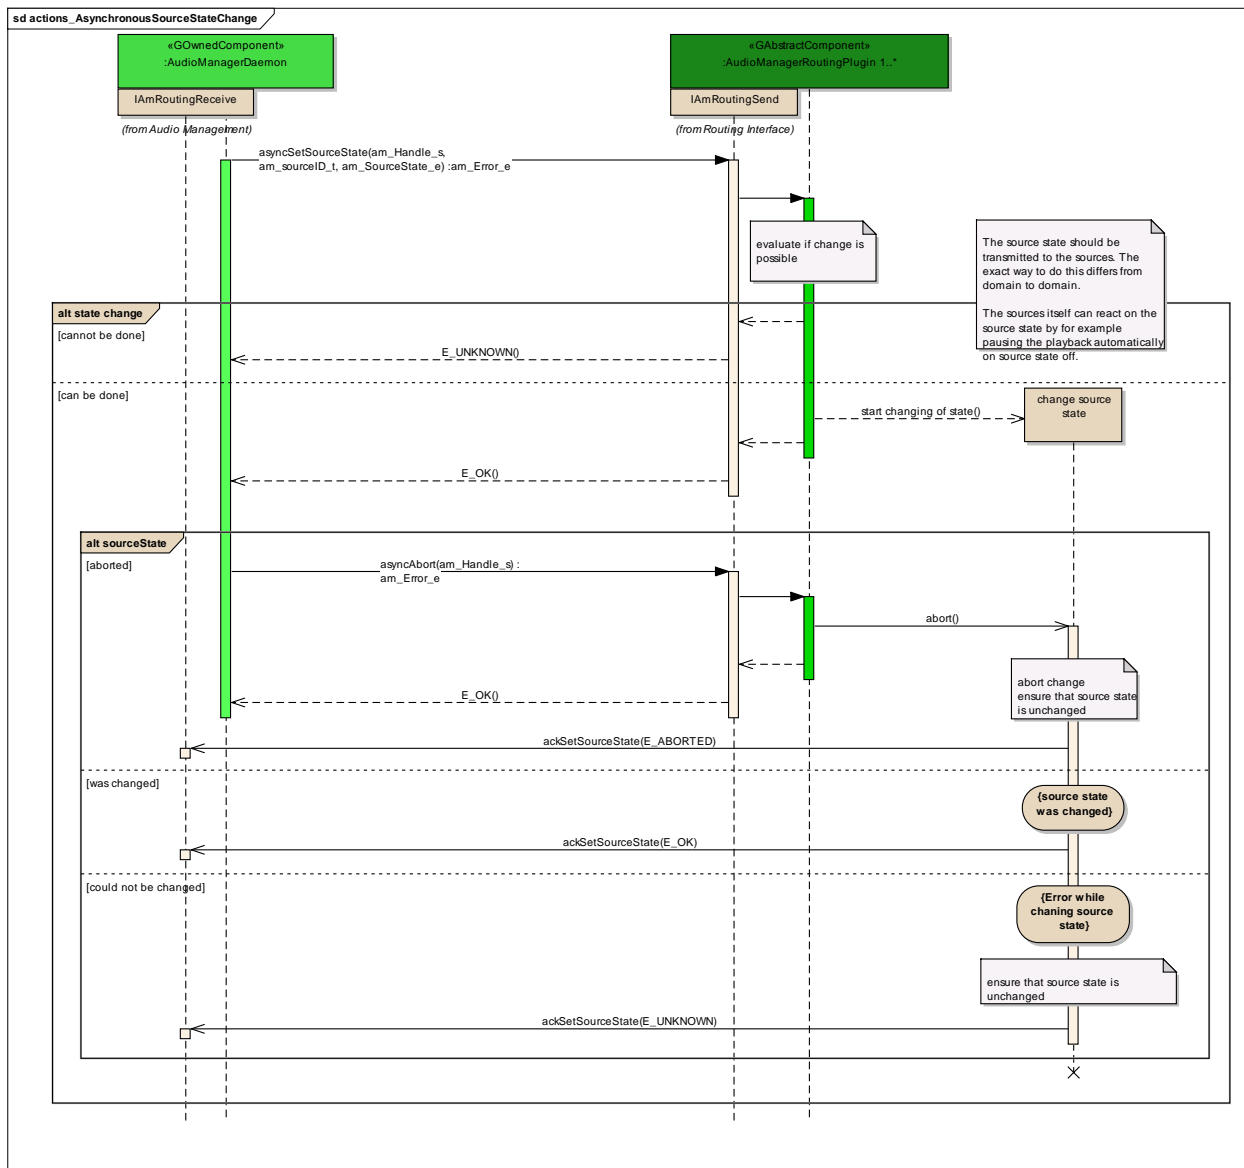 sd actions_AsynchronousSourceStateChange
«GOwnedComponent»
:AudioManagerDaemon
«GAbstractComponent»
:AudioManagerRoutingPlugin 1..*
IAmRoutingReceive
IAmRoutingSend
(from Audio Management)
(from Routing Interface)
asyncSetSourceState(am_Handle_s,
am_sourceID_t, am_SourceState_e) :am_Error_e
evaluate if change is
possible
The source state should be
transmitted to the sources. The
exact way to do this differs from
domain to domain.
The sources itself can react on the
source state by for example
pausing the playback automatically
on source state off.
alt state change
[cannot be done]
E_UNKNOWN()
[can be done]
change source
state
start changing of state()
E_OK()
alt sourceState
[aborted]
asyncAbort(am_Handle_s) :
am_Error_e
abort()
abort change
ensure that source state
is unchanged
E_OK()
ackSetSourceState(E_ABORTED)
[was changed]
{source state
was changed}
ackSetSourceState(E_OK)
[could not be changed]
{Error while
chaning source
state}
ensure that source state is
unchanged
ackSetSourceState(E_UNKNOWN)